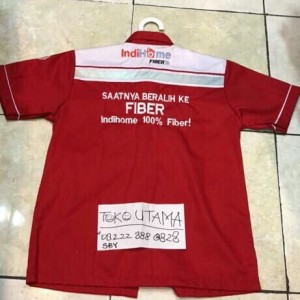 IndiHome
FIBER
SAATNYA BERALIH KE
FIBER
Indihome 100% Fiber!
TOKO UTAMA
SBY